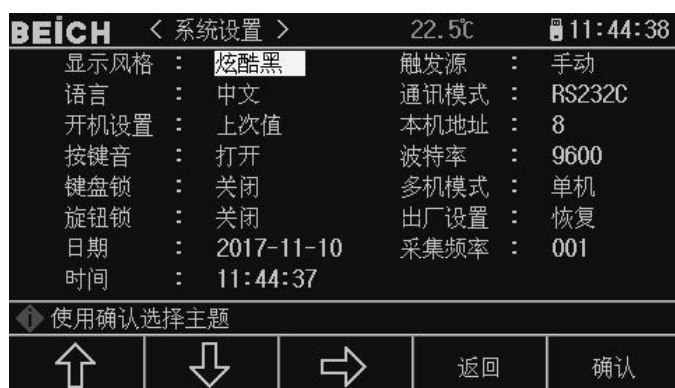 BEICH < 系统设置 > 22.5℃ 11:44:38
显示风格 : 炫酷黑 触发源 : 手动
语言 : 中文 通讯模式 : RS232C
开机设置 : 上次值 本机地址 : 8
按键音 : 打开 波特率 : 9600
键盘锁 : 关闭 多机模式 : 单机
旋钮锁 : 关闭 出厂设置 : 恢复
日期 : 2017-11-10 采集频率 : 001
时间 : 11:44:37
使用确认选择主题
返回 确认